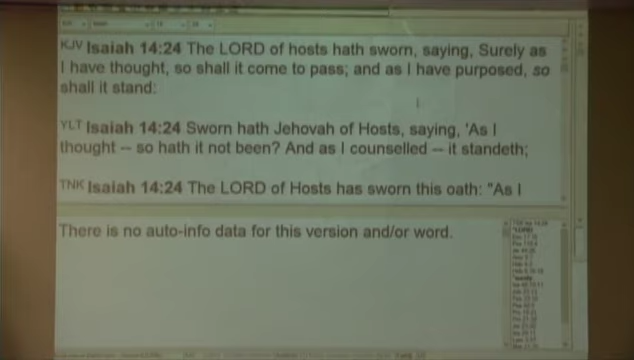 KJV Isaiah 14:24 The LORD of hosts hath sworn, saying, Surely as
I have thought, so shall it come to pass; and as I have purposed, so
shall it stand:
YLT Isaiah 14:24 Sworn hath Jehovah of Hosts, saying, 'As I
thought -- so hath it not been? And as I counselled -- it standeth;
TNK Isaiah 14:24 The LORD of Hosts has sworn this oath: "As I
There is no auto-info data for this version and/or word.